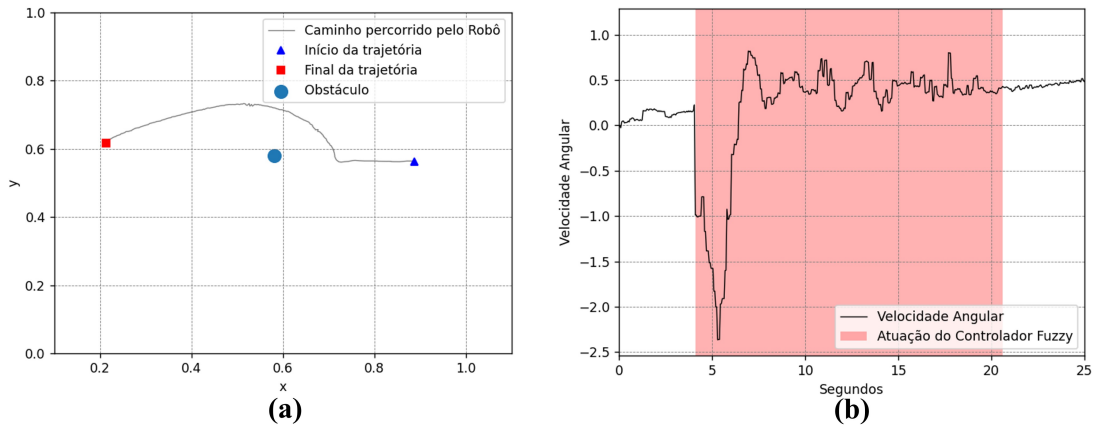 1.0
0.8
0.6
0.4
0.2
0.0
y
0.2
0.4
0.6
0.8
1.0
x
Caminho percorrido pelo Robô
Início da trajetória
Final da trajetória
Obstáculo
(a)
1.0
0.5
0.0
−0.5
−1.0
−1.5
−2.0
−2.5
Velocidade Angular
0
5
10
15
20
25
Segundos
Velocidade Angular
Atuação do Controlador Fuzzy
(b)